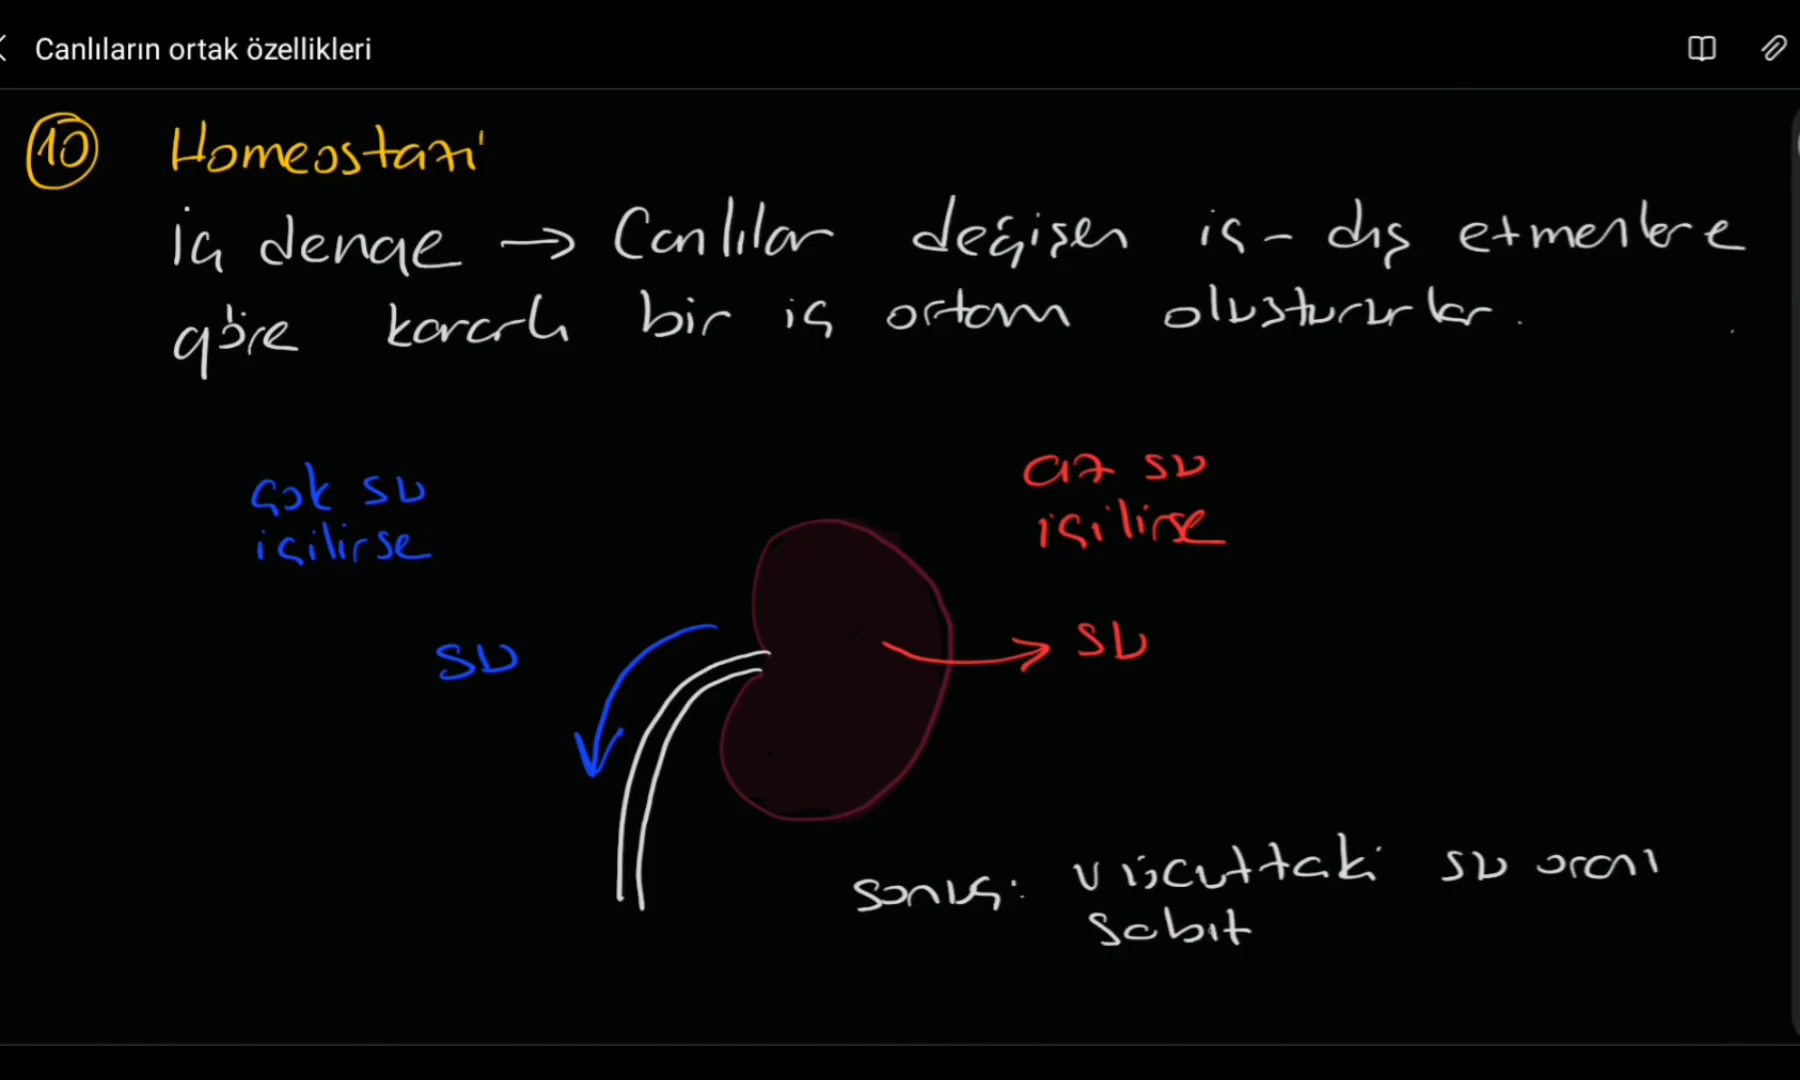 Canlıların ortak özellikleri
10 Homeostazi
iç denge → Canlılar değişen iç - dış etmenlere
göre kararlı bir iç ortam oluştururlar.
çok su
içilirse
az su
içilirse
su
su
sonuç: vücuttaki su oranı
sabit